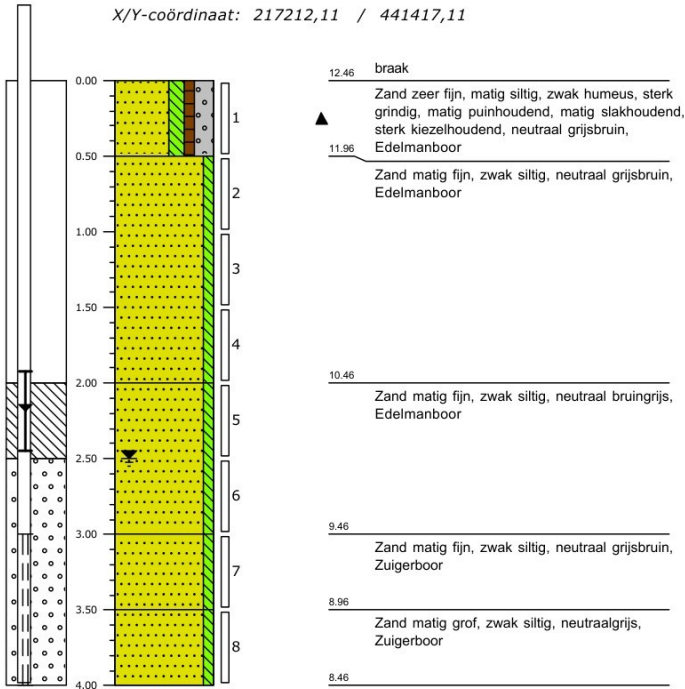 X/Y-coördinaat: 217212,11 / 441417,11
12.46 braak
0.00
Zand zeer fijn, matig siltig, zwak humeus, sterk
grindig, matig puinhoudend, matig slakhoudend,
1
sterk kiezelhoudend, neutraal grijsbruin,
Edelmanboor
0.50
11.96
Zand matig fijn, zwak siltig, neutraal grijsbruin,
Edelmanboor
2
1.00
3
1.50
4
10.46
2.00
Zand matig fijn, zwak siltig, neutraal bruingrijs,
Edelmanboor
5
2.50
6
9.46
3.00
Zand matig fijn, zwak siltig, neutraal grijsbruin,
Zuigerboor
7
8.96
3.50
Zand matig grof, zwak siltig, neutraalgrijs,
Zuigerboor
8
8.46
4.00